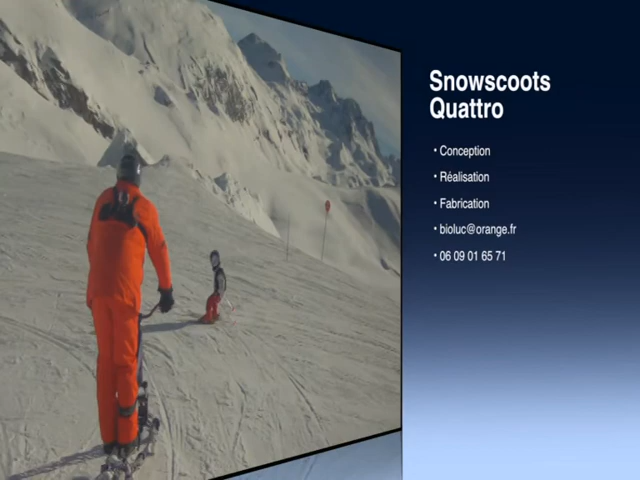 Snowscoots
Quattro
• Conception
• Réalisation
• Fabrication
• bioluc@orange.fr
• 06 09 01 65 71